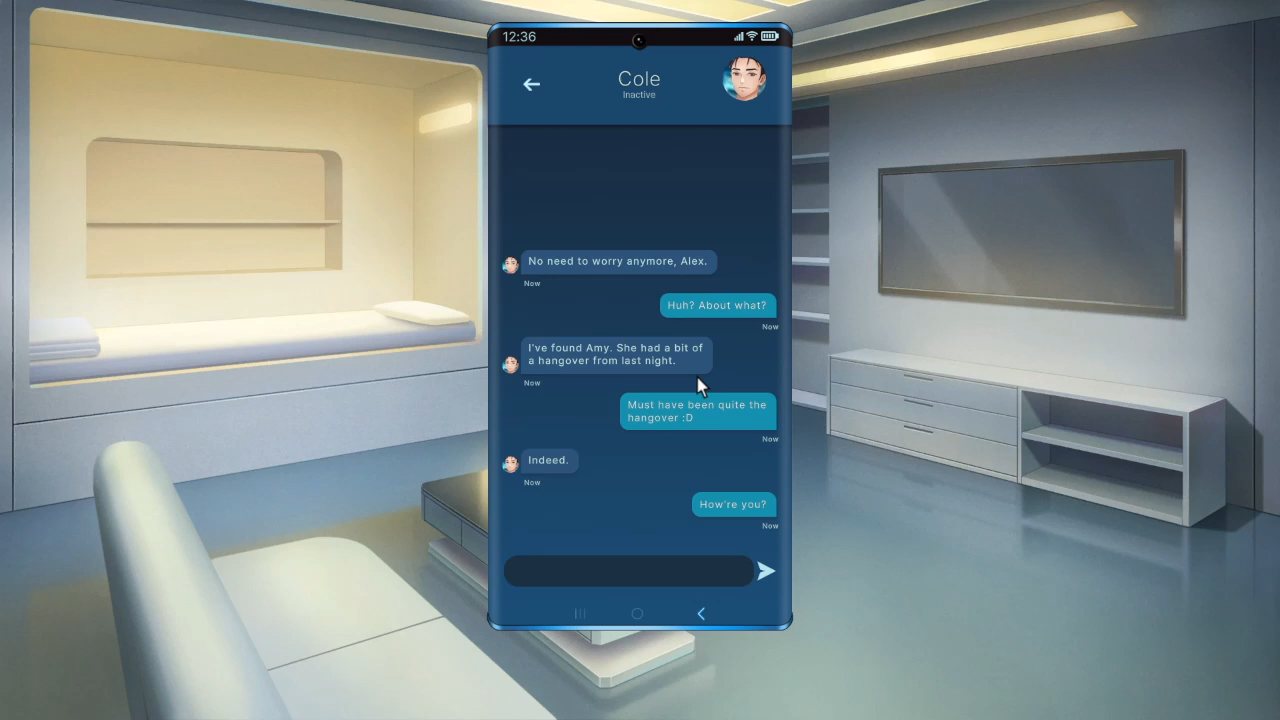 12:36
Cole
Inactive
No need to worry anymore, Alex.
Now
Huh? About what?
Now
I've found Amy. She had a bit of
a hangover from last night.
Now
Must have been quite the
hangover :D
Now
Indeed.
Now
How're you?
Now